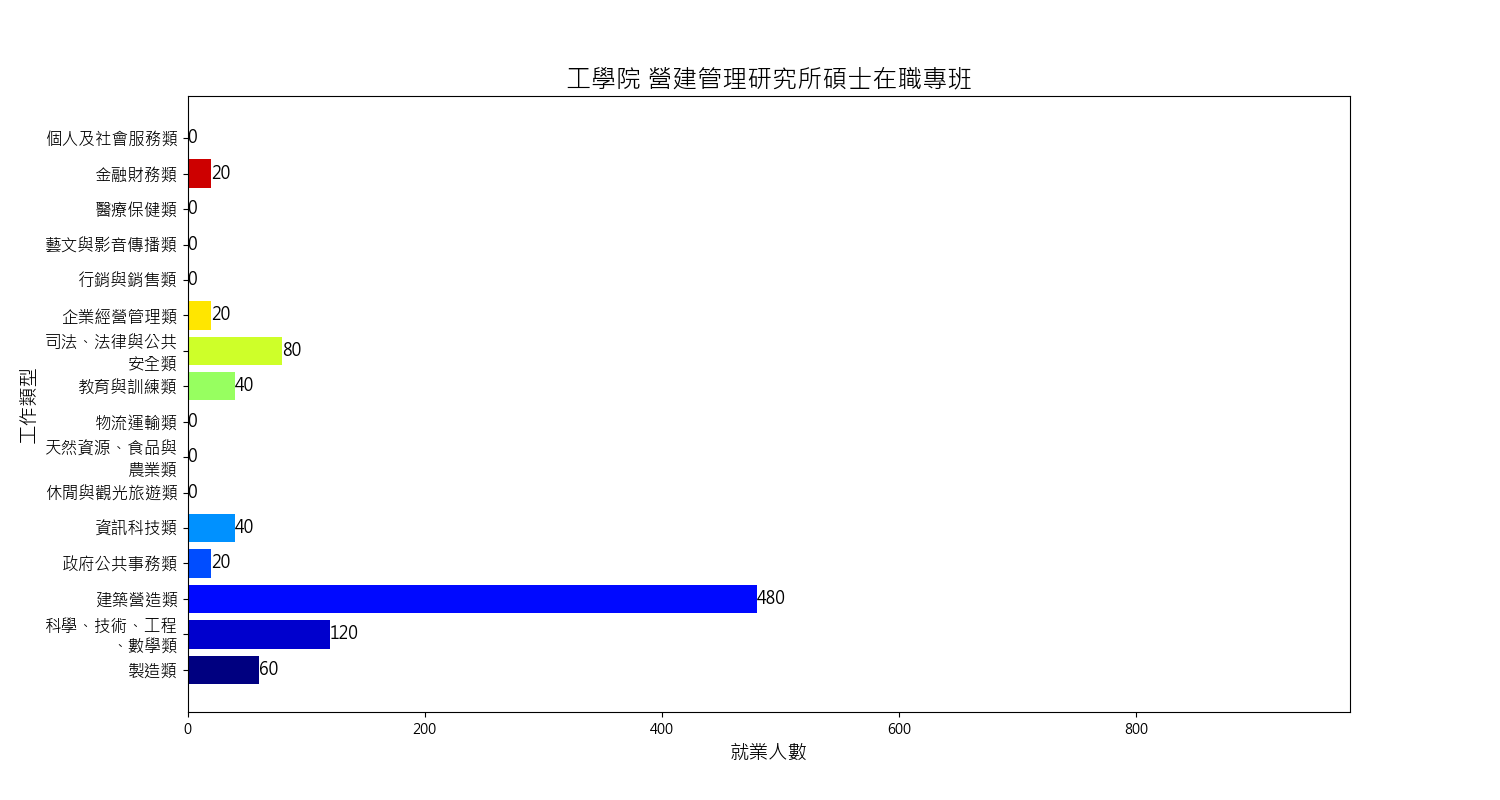 工學院 營建管理研究所碩士在職專班
個人及社會服務類 0
金融財務類 20
醫療保健類 0
藝文與影音傳播類 0
行銷與銷售類 0
企業經營管理類 20
司法、法律與公共
安全類 80
教育與訓練類 40
物流運輸類 0
天然資源、食品與
農業類 0
休閒與觀光旅遊類 0
資訊科技類 40
政府公共事務類 20
建築營造類 480
科學、技術、工程
、數學類 120
製造類 60
工作類型
0 200 400 600 800
就業人數